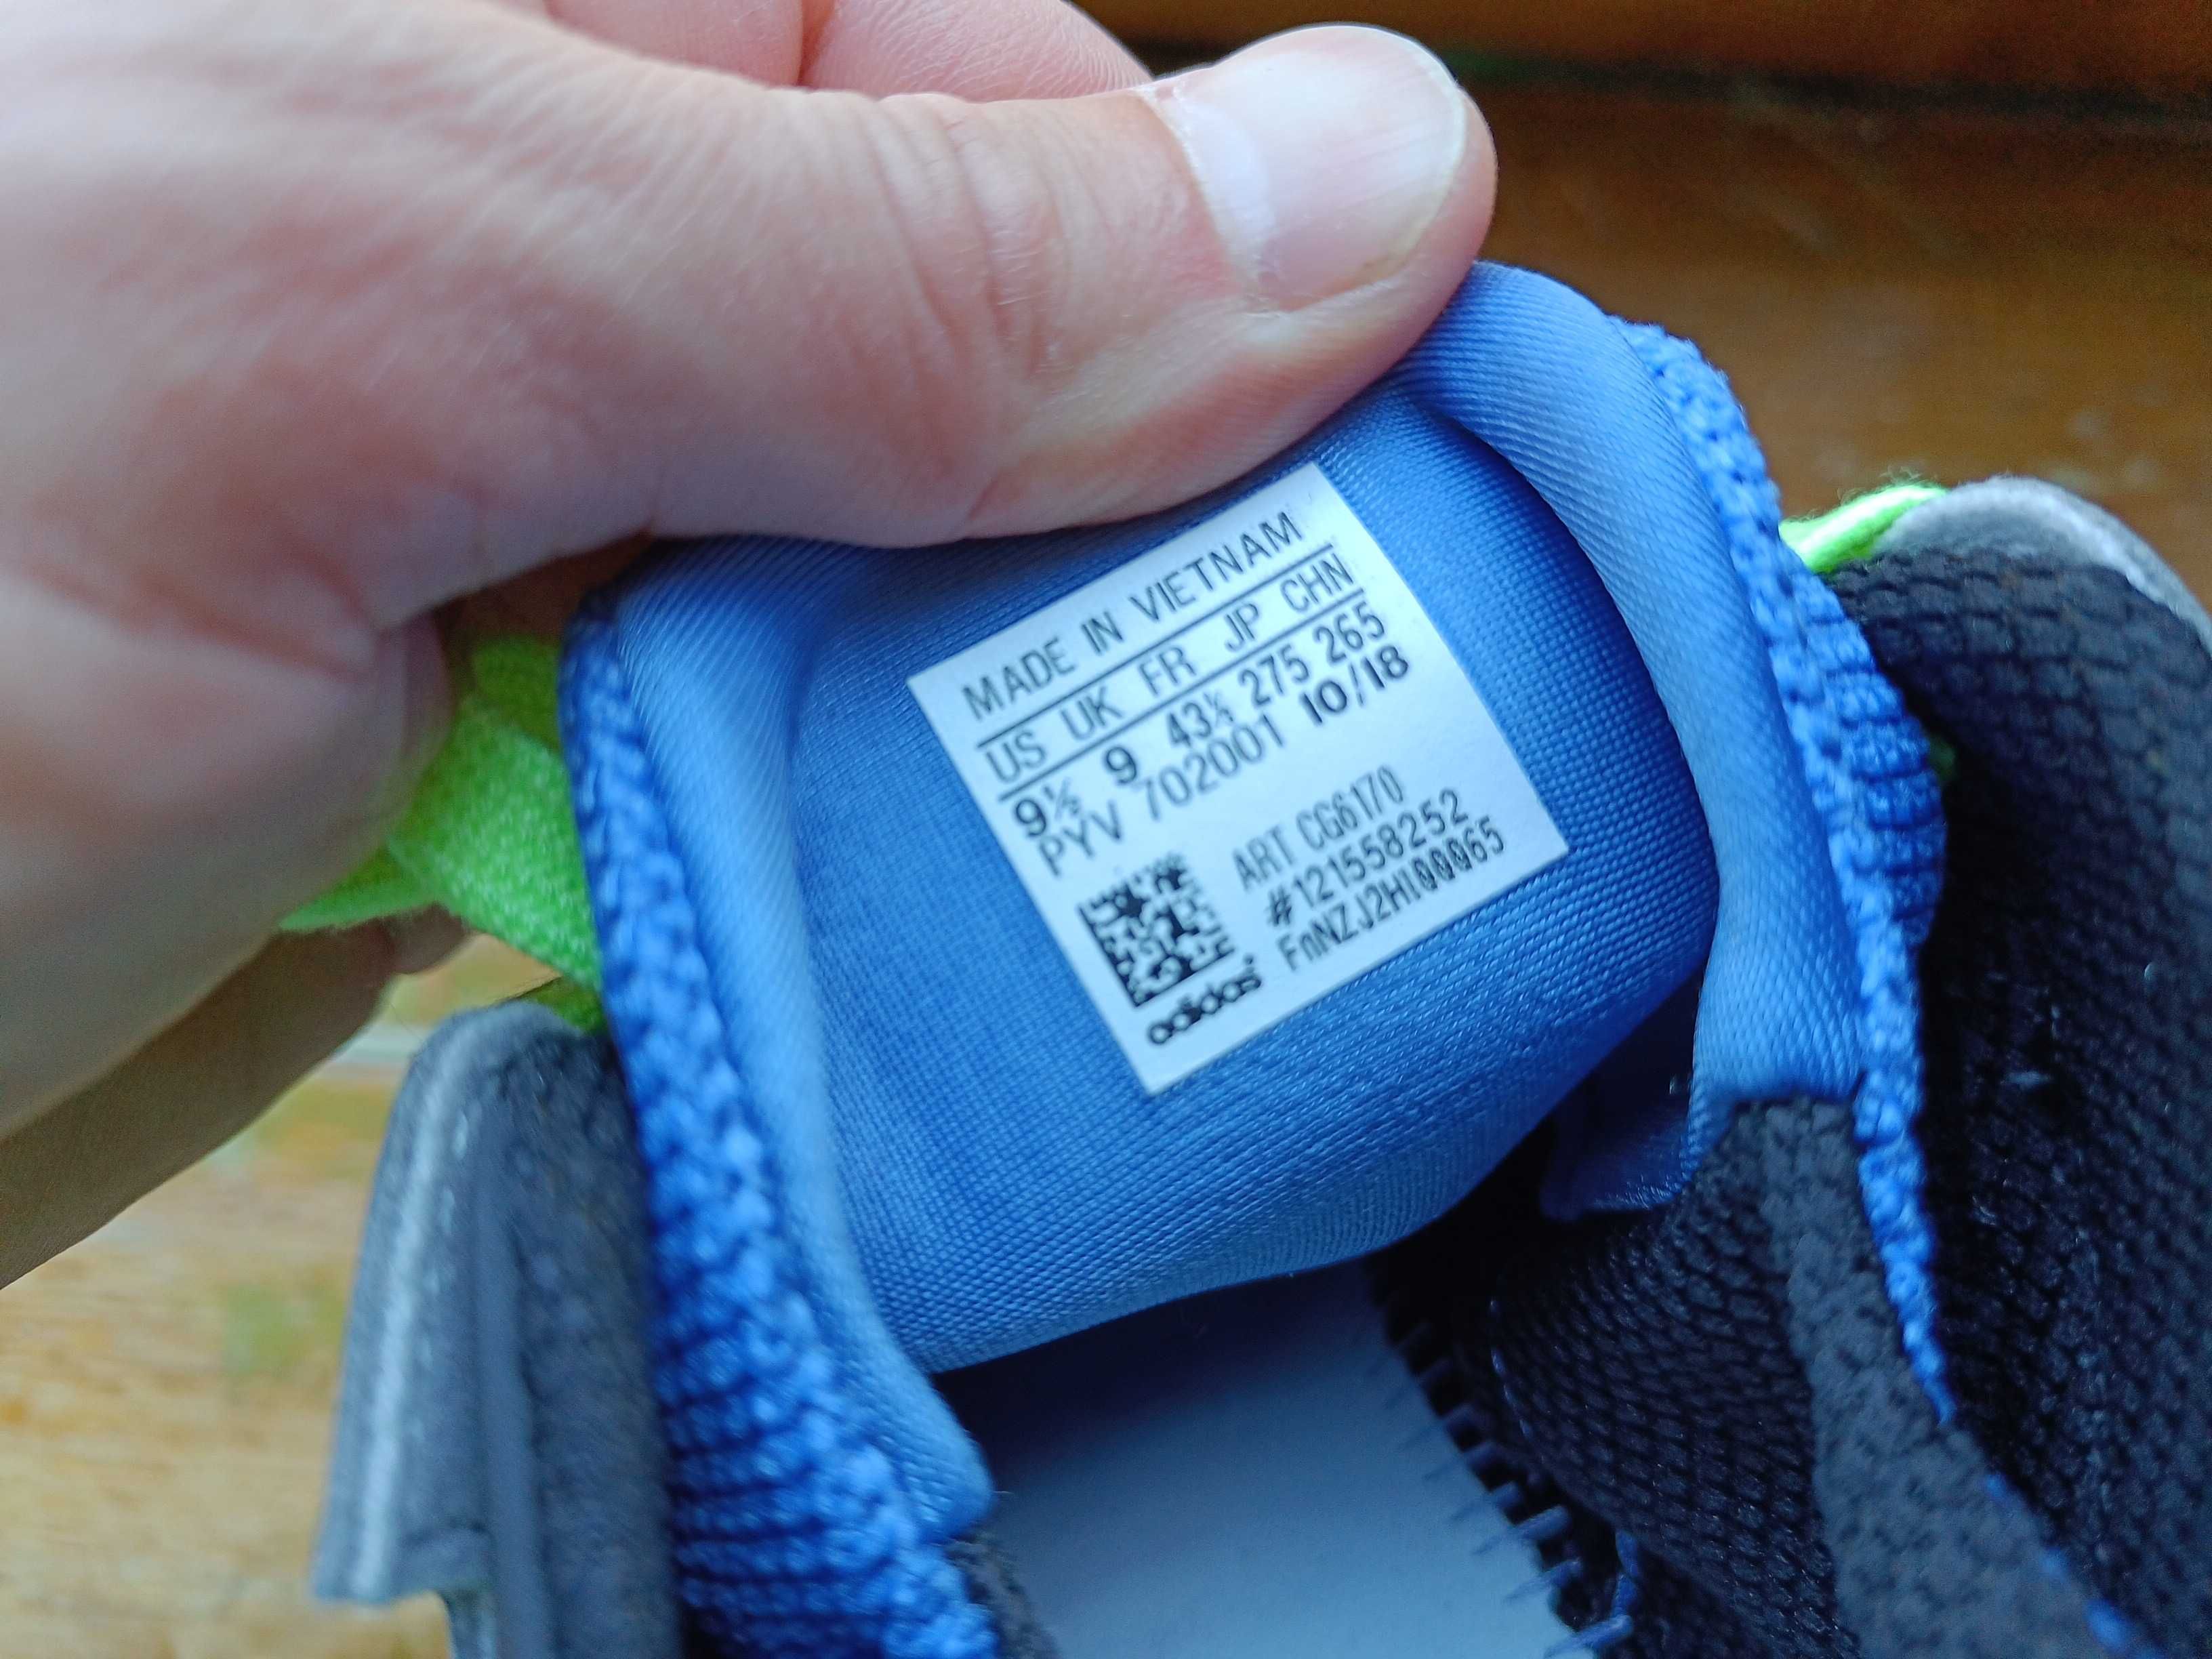 MADE IN VIETNAM
US UK FR JP CHN
9½ 9 43⅓ 275 265
PYV 702001 10/18
ART CG6170
#121558252
FnNZJ2HI00065
adidas